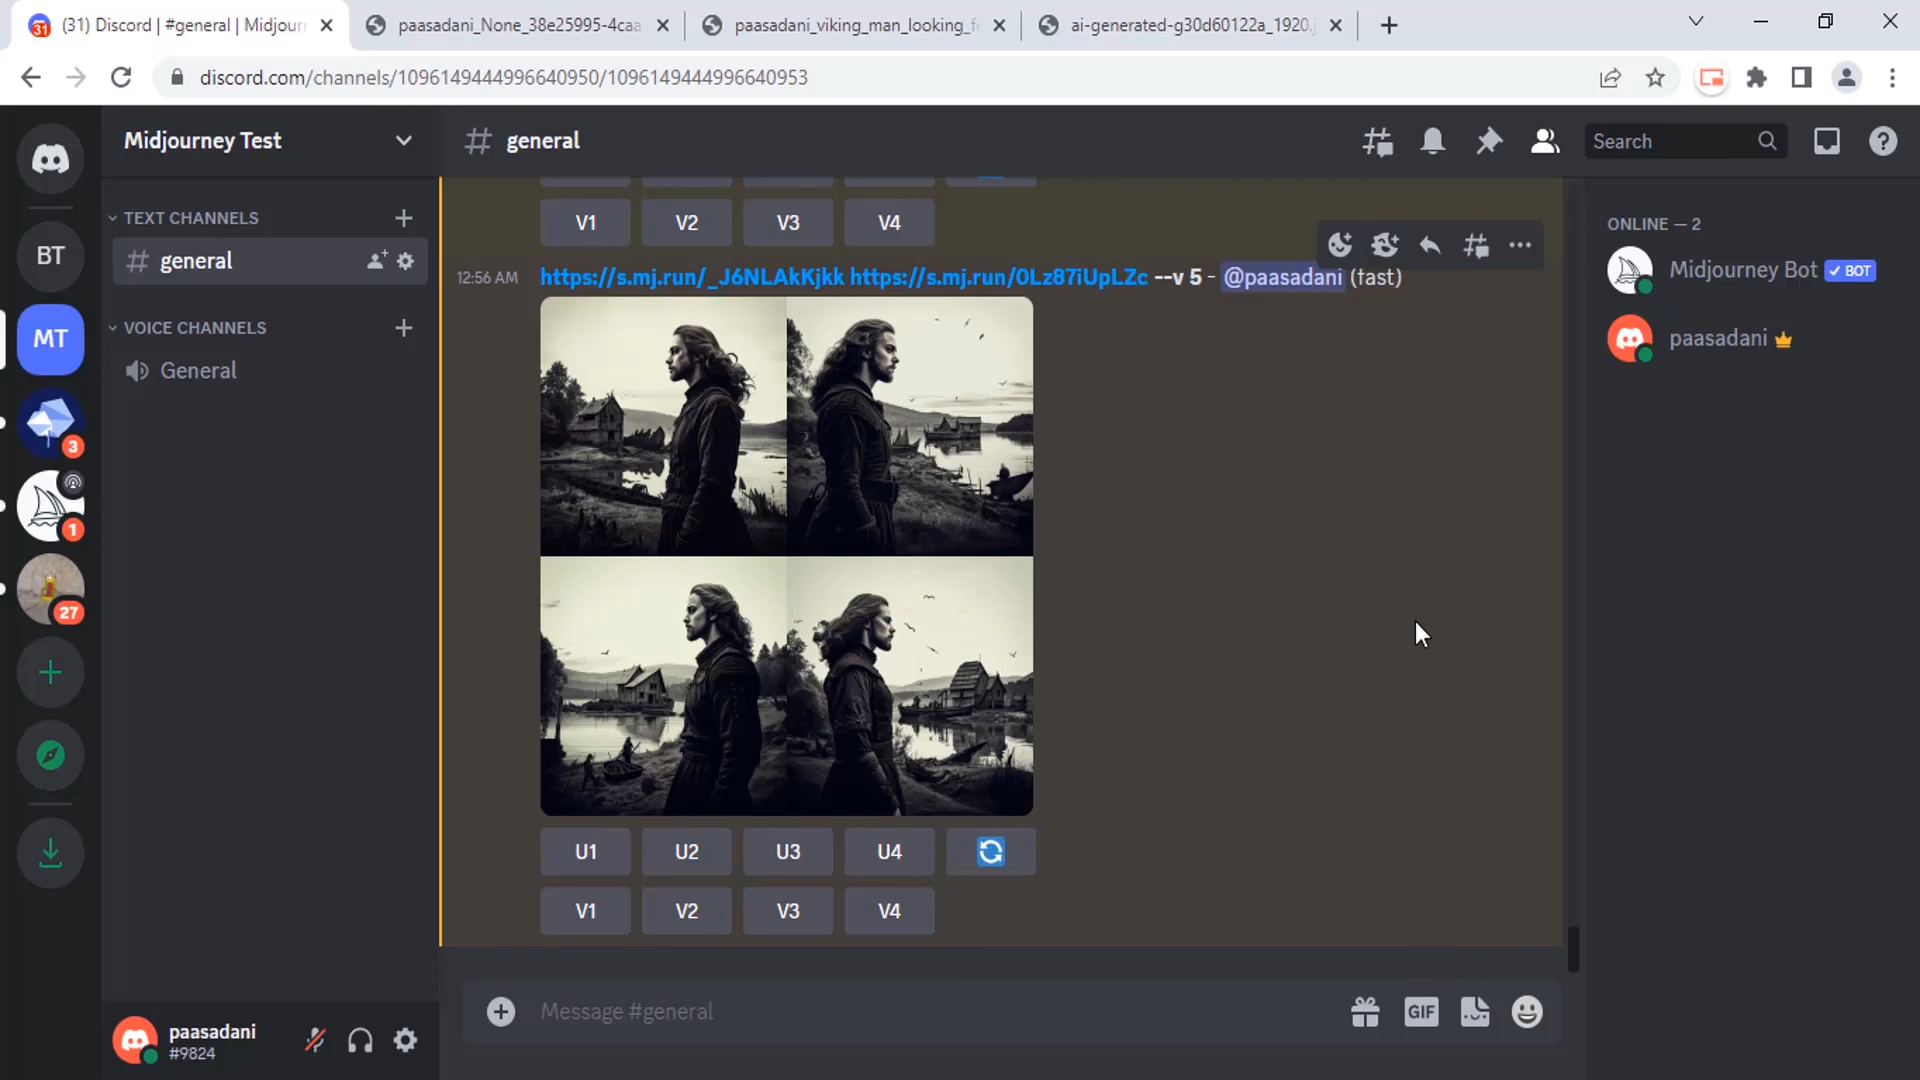 (31) Discord | #general | Midjourn
paasadani_None_38e25995-4caa
paasadani_viking_man_looking_fe
ai-generated-g30d60122a_1920.j
discord.com/channels/1096149444996640950/1096149444996640953
Midjourney Test
general
Search
TEXT CHANNELS
general
VOICE CHANNELS
General
BT
MT
3
1
27
V1 V2 V3 V4
12:56 AM https://s.mj.run/_J6NLAkKjkk https://s.mj.run/0Lz87iUpLZc --v 5 - @paasadani (fast)
U1 U2 U3 U4
V1 V2 V3 V4
Message #general
GIF
ONLINE — 2
Midjourney Bot ✓ BOT
paasadani
paasadani
#9824